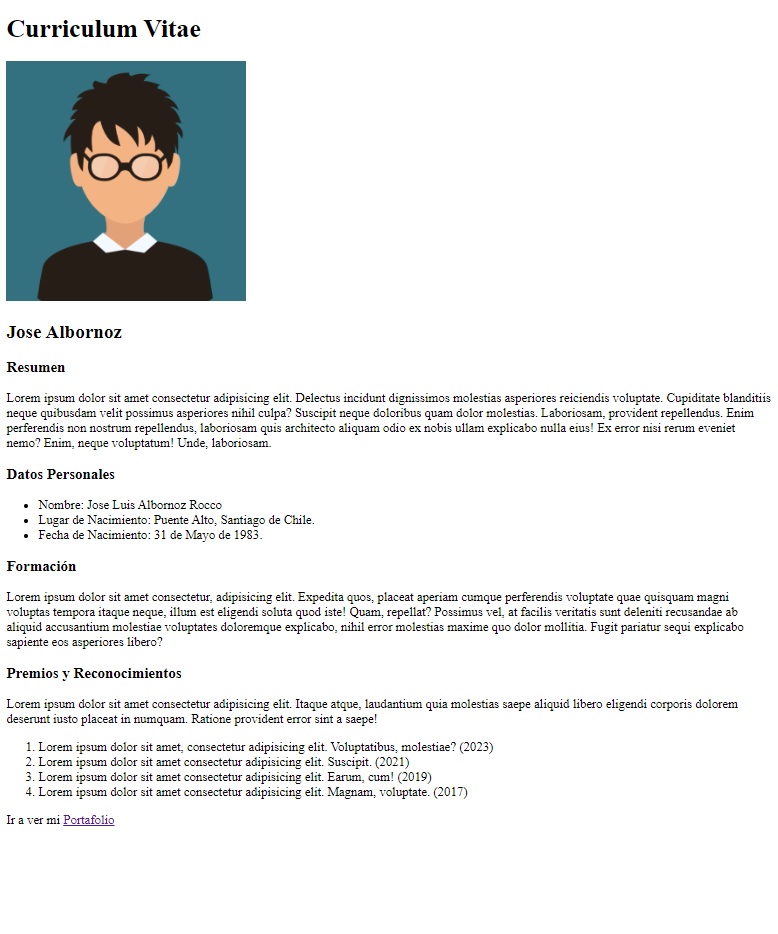 Curriculum Vitae
Jose Albornoz
Resumen
Lorem ipsum dolor sit amet consectetur adipisicing elit. Delectus incidunt dignissimos molestias asperiores reiciendis voluptate. Cupiditate blanditiis
neque quibusdam velit possimus asperiores nihil culpa? Suscipit neque doloribus quam dolor molestias. Laboriosam, provident repellendus. Enim
perferendis non nostrum repellendus, laboriosam quis architecto aliquam odio ex nobis ullam explicabo nulla eius! Ex error nisi rerum eveniet
nemo? Enim, neque voluptatum! Unde, laboriosam.
Datos Personales
• Nombre: Jose Luis Albornoz Rocco
• Lugar de Nacimiento: Puente Alto, Santiago de Chile.
• Fecha de Nacimiento: 31 de Mayo de 1983.
Formación
Lorem ipsum dolor sit amet consectetur, adipisicing elit. Expedita quos, placeat aperiam cumque perferendis voluptate quae quisquam magni
voluptas tempora itaque neque, illum est eligendi soluta quod iste! Quam, repellat? Possimus vel, at facilis veritatis sunt deleniti recusandae ab
aliquid accusantium molestiae voluptates doloremque explicabo, nihil error molestias maxime quo dolor mollitia. Fugit pariatur sequi explicabo
sapiente eos asperiores libero?
Premios y Reconocimientos
Lorem ipsum dolor sit amet consectetur adipisicing elit. Itaque atque, laudantium quia molestias saepe aliquid libero eligendi corporis dolorem
deserunt iusto placeat in numquam. Ratione provident error sint a saepe!
1. Lorem ipsum dolor sit amet, consectetur adipisicing elit. Voluptatibus, molestiae? (2023)
2. Lorem ipsum dolor sit amet consectetur adipisicing elit. Suscipit. (2021)
3. Lorem ipsum dolor sit amet consectetur adipisicing elit. Earum, cum! (2019)
4. Lorem ipsum dolor sit amet consectetur adipisicing elit. Magnam, voluptate. (2017)
Ir a ver mi Portafolio